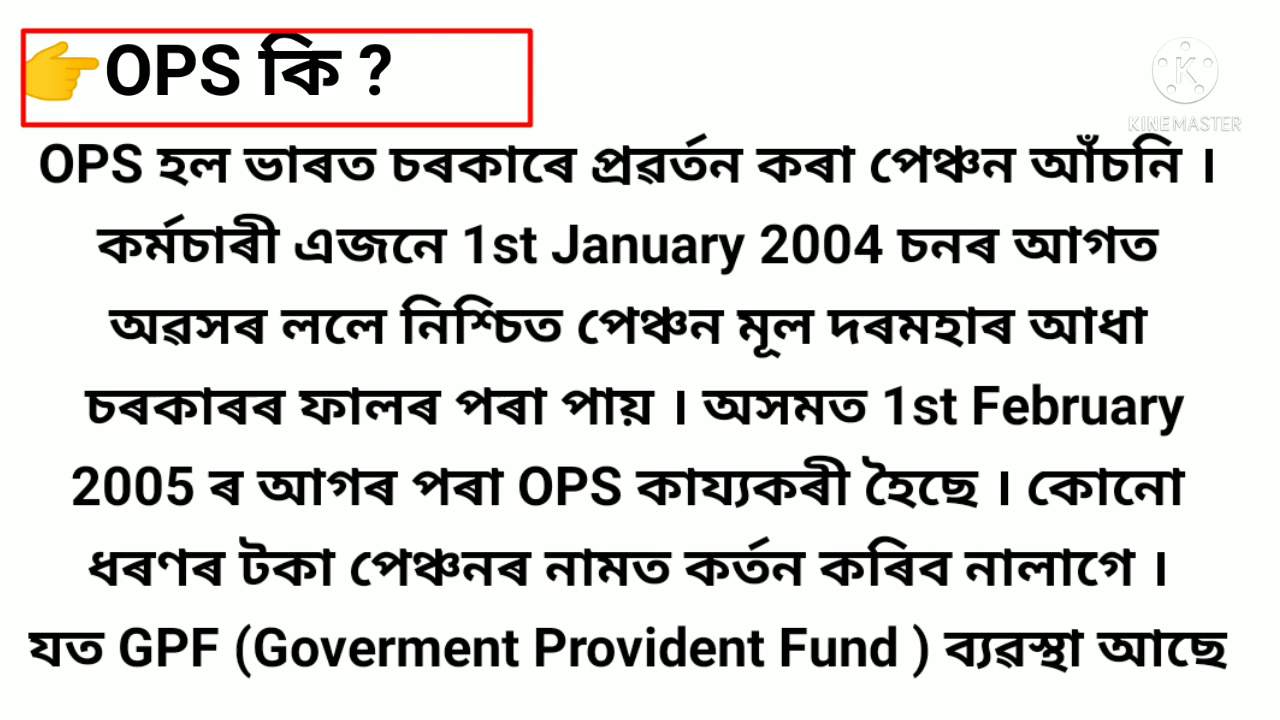 👉OPS কি ?
KINEMASTER
OPS হল ভাৰত চৰকাৰে প্ৰৱৰ্তন কৰা পেঞ্চন আঁচনি ।
কৰ্মচাৰী এজনে 1st January 2004 চনৰ আগত
অৱসৰ ললে নিশ্চিত পেঞ্চন মূল দৰমহাৰ আধা
চৰকাৰৰ ফালৰ পৰা পায় । অসমত 1st February
2005 ৰ আগৰ পৰা OPS কায্যকৰী হৈছে । কোনো
ধৰণৰ টকা পেঞ্চনৰ নামত কৰ্তন কৰিব নালাগে ।
যত GPF (Goverment Provident Fund ) ব্যৱস্থা আছে